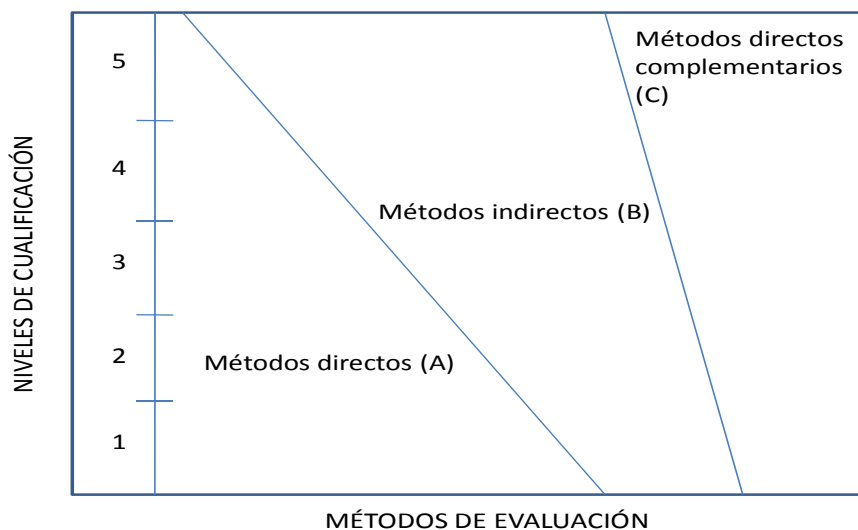 Métodos directos
complementarios
(C)
5
4
Métodos indirectos (B)
3
2
Métodos directos (A)
1
NIVELES DE CUALIFICACIÓN
MÉTODOS DE EVALUACIÓN